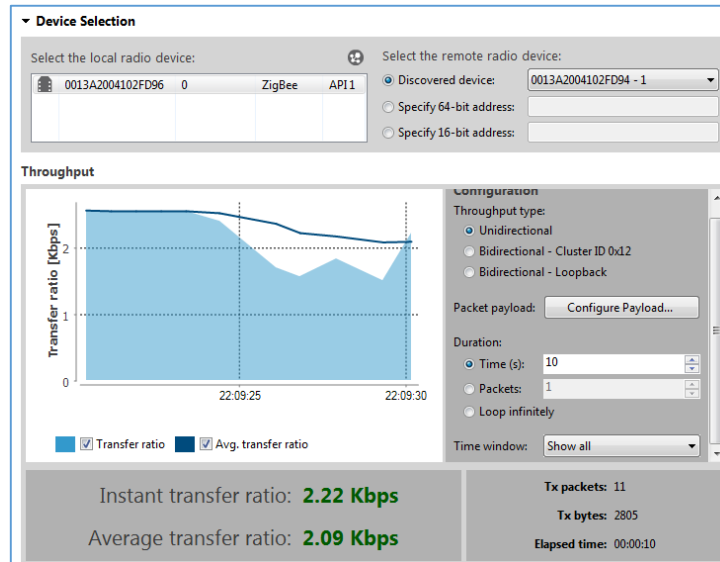 Device Selection
Select the local radio device:
0013A2004102FD96 0 ZigBee API 1
Select the remote radio device:
Discovered device: 0013A2004102FD94 - 1
Specify 64-bit address:
Specify 16-bit address:
Throughput
Transfer ratio [Kbps]
2
1
0
22:09:25 22:09:30
Transfer ratio Avg. transfer ratio
Configuration
Throughput type:
Unidirectional
Bidirectional - Cluster ID 0x12
Bidirectional - Loopback
Packet payload: Configure Payload...
Duration:
Time (s): 10
Packets: 1
Loop infinitely
Time window: Show all
Instant transfer ratio: 2.22 Kbps
Average transfer ratio: 2.09 Kbps
Tx packets: 11
Tx bytes: 2805
Elapsed time: 00:00:10